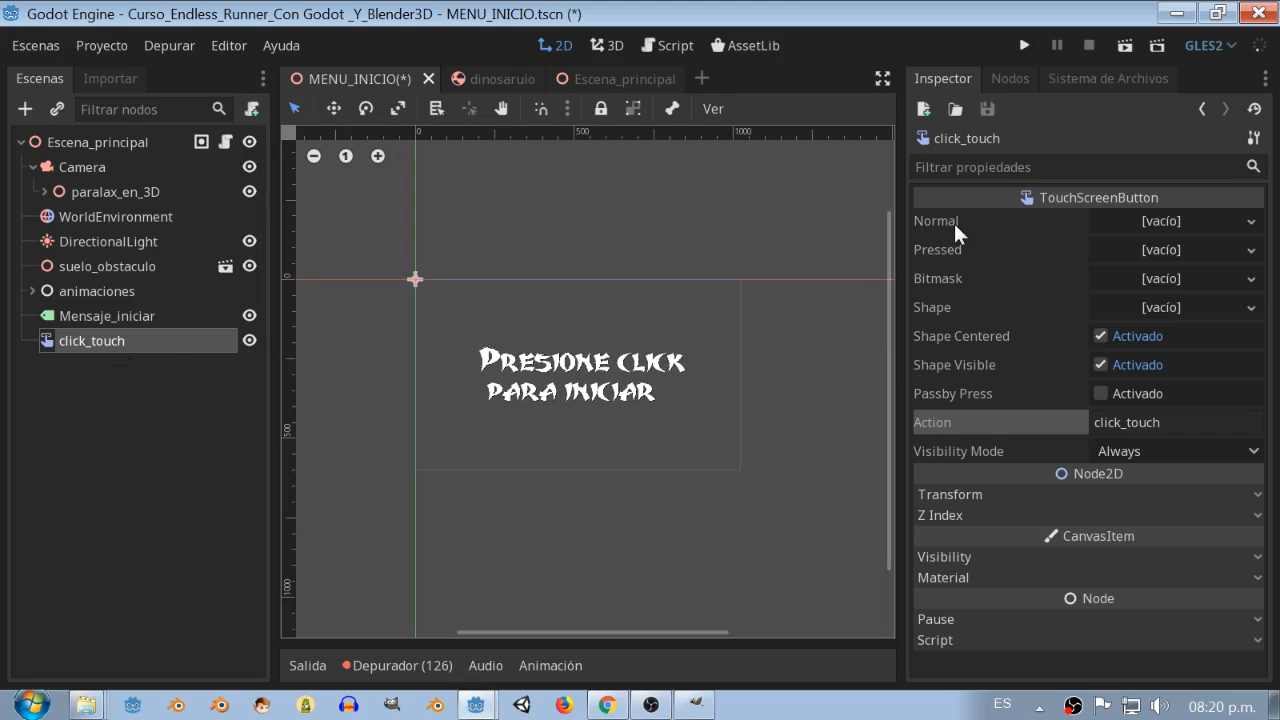 Godot Engine - Curso_Endless_Runner_Con Godot _Y_Blender3D - MENU_INICIO.tscn (*)
Escenas Proyecto Depurar Editor Ayuda
2D 3D Script AssetLib
GLES2
Escenas Importar
MENU_INICIO(*) dinosaruio Escena_principal
Inspector Nodos Sistema de Archivos
Filtrar nodos
Ver
Escena_principal
Camera
paralax_en_3D
WorldEnvironment
DirectionalLight
suelo_obstaculo
animaciones
Mensaje_iniciar
click_touch
0 500 1000
1
0
500
1000
Presione click
para iniciar
click_touch
Filtrar propiedades
TouchScreenButton
Normal [vacío]
Pressed [vacío]
Bitmask [vacío]
Shape [vacío]
Shape Centered Activado
Shape Visible Activado
Passby Press Activado
Action click_touch
Visibility Mode Always
Node2D
Transform
Z Index
CanvasItem
Visibility
Material
Node
Pause
Script
Salida Depurador (126) Audio Animación
ES 08:20 p.m.